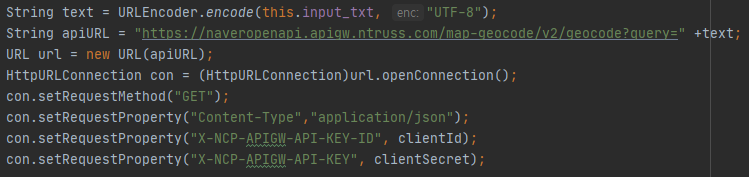 String text = URLEncoder.encode(this.input_txt, enc: "UTF-8");
String apiURL = "https://naveropenapi.apigw.ntruss.com/map-geocode/v2/geocode?query=" +text;
URL url = new URL(apiURL);
HttpURLConnection con = (HttpURLConnection)url.openConnection();
con.setRequestMethod("GET");
con.setRequestProperty("Content-Type","application/json");
con.setRequestProperty("X-NCP-APIGW-API-KEY-ID", clientId);
con.setRequestProperty("X-NCP-APIGW-API-KEY", clientSecret);